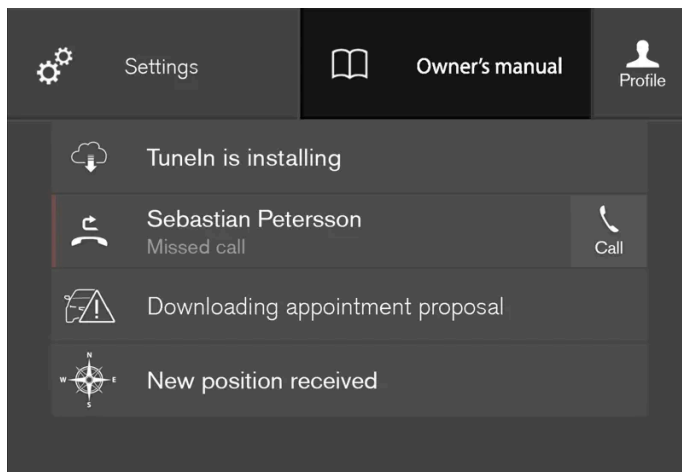 Settings
Owner's manual
Profile
TuneIn is installing
Sebastian Petersson
Missed call
Call
Downloading appointment proposal
N
W E
S
New position received